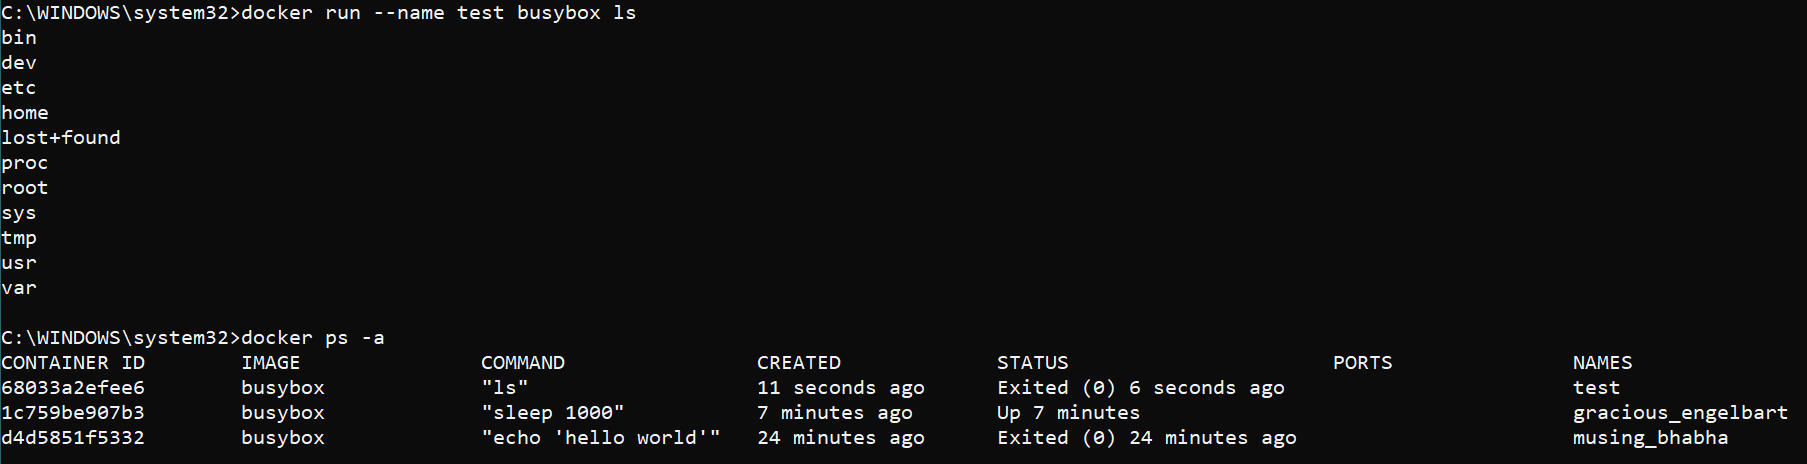 C:\WINDOWS\system32>docker run --name test busybox ls
bin
dev
etc
home
lost+found
proc
root
sys
tmp
usr
var
C:\WINDOWS\system32>docker ps -a
CONTAINER ID        IMAGE               COMMAND                CREATED             STATUS                      PORTS               NAMES
68033a2efee6        busybox             "ls"                   11 seconds ago      Exited (0) 6 seconds ago                        test
1c759be907b3        busybox             "sleep 1000"           7 minutes ago       Up 7 minutes                                    gracious_engelbart
d4d5851f5332        busybox             "echo 'hello world'"   24 minutes ago      Exited (0) 24 minutes ago                       musing_bhabha